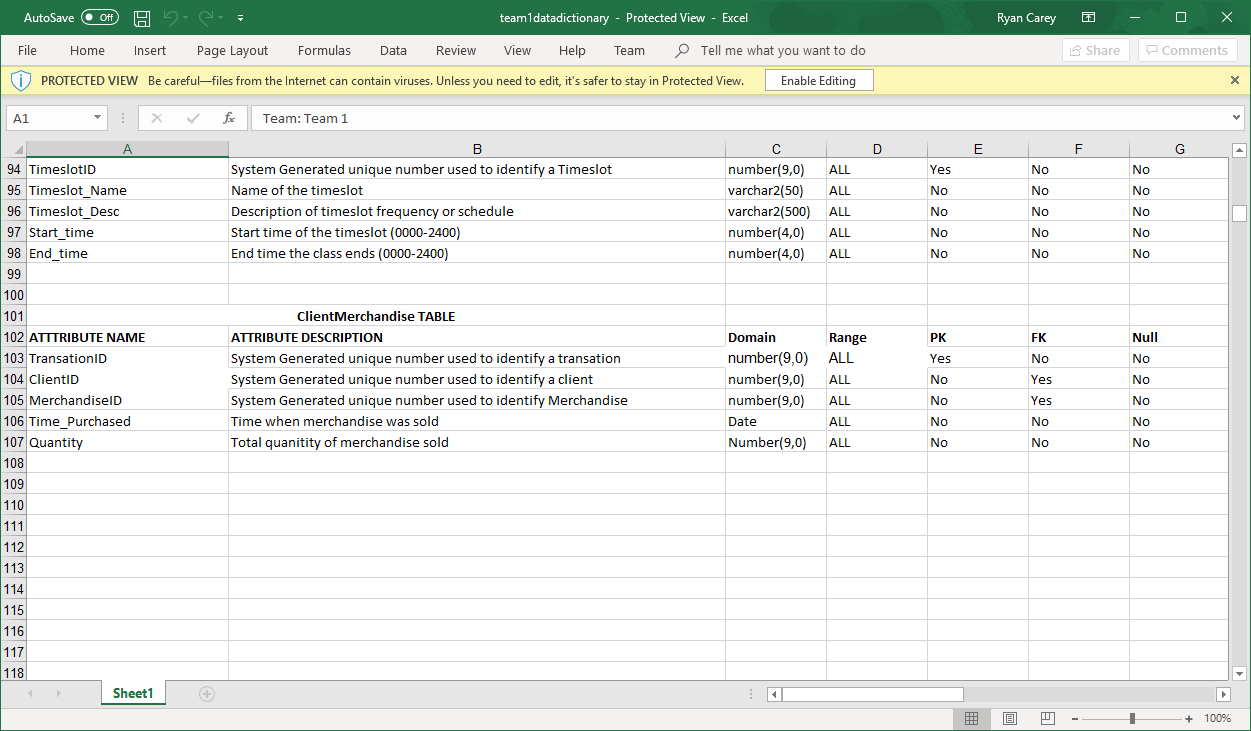 AutoSave Off team1datadictionary - Protected View - Excel Ryan Carey
File Home Insert Page Layout Formulas Data Review View Help Team Tell me what you want to do Share Comments
PROTECTED VIEW Be careful—files from the Internet can contain viruses. Unless you need to edit, it's safer to stay in Protected View. Enable Editing
A1 fx Team: Team 1
A B C D E F G
94 TimeslotID System Generated unique number used to identify a Timeslot number(9,0) ALL Yes No No
95 Timeslot_Name Name of the timeslot varchar2(50) ALL No No No
96 Timeslot_Desc Description of timeslot frequency or schedule varchar2(500) ALL No No No
97 Start_time Start time of the timeslot (0000-2400) number(4,0) ALL No No No
98 End_time End time the class ends (0000-2400) number(4,0) ALL No No No
99
100
101 ClientMerchandise TABLE
102 ATTTRIBUTE NAME ATTRIBUTE DESCRIPTION Domain Range PK FK Null
103 TransationID System Generated unique number used to identify a transation number(9,0) ALL Yes No No
104 ClientID System Generated unique number used to identify a client number(9,0) ALL No Yes No
105 MerchandiseID System Generated unique number used to identify Merchandise number(9,0) ALL No Yes No
106 Time_Purchased Time when merchandise was sold Date ALL No No No
107 Quantity Total quanitity of merchandise sold Number(9,0) ALL No No No
108
109
110
111
112
113
114
115
116
117
118
Sheet1
100%